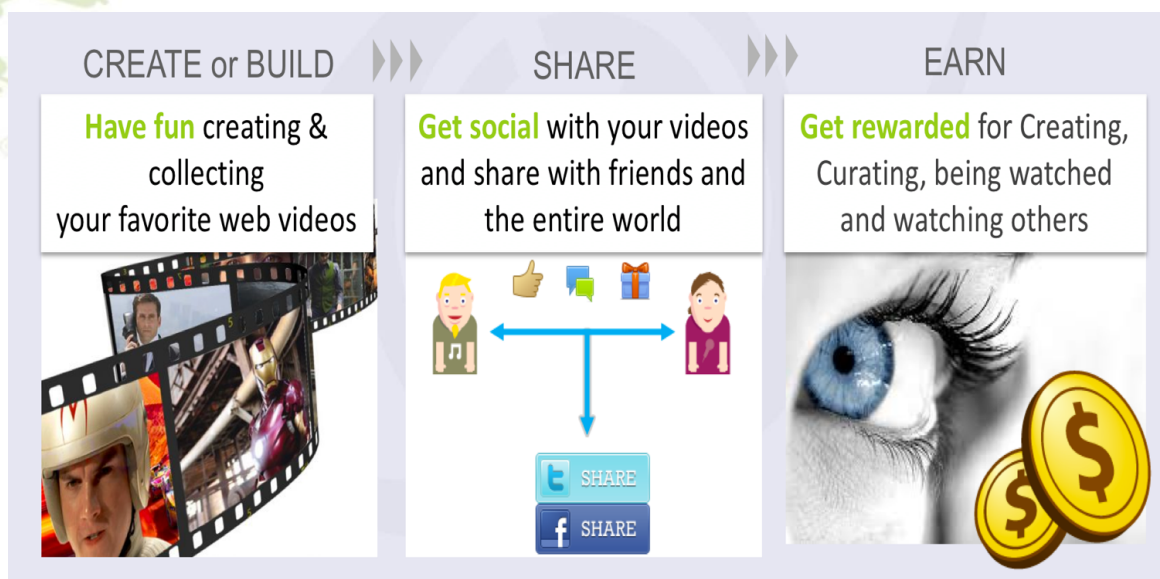 CREATE or BUILD
Have fun creating &
collecting
your favorite web videos
SHARE
Get social with your videos
and share with friends and
the entire world
t SHARE
f SHARE
EARN
Get rewarded for Creating,
Curating, being watched
and watching others
M
5
5
$
$